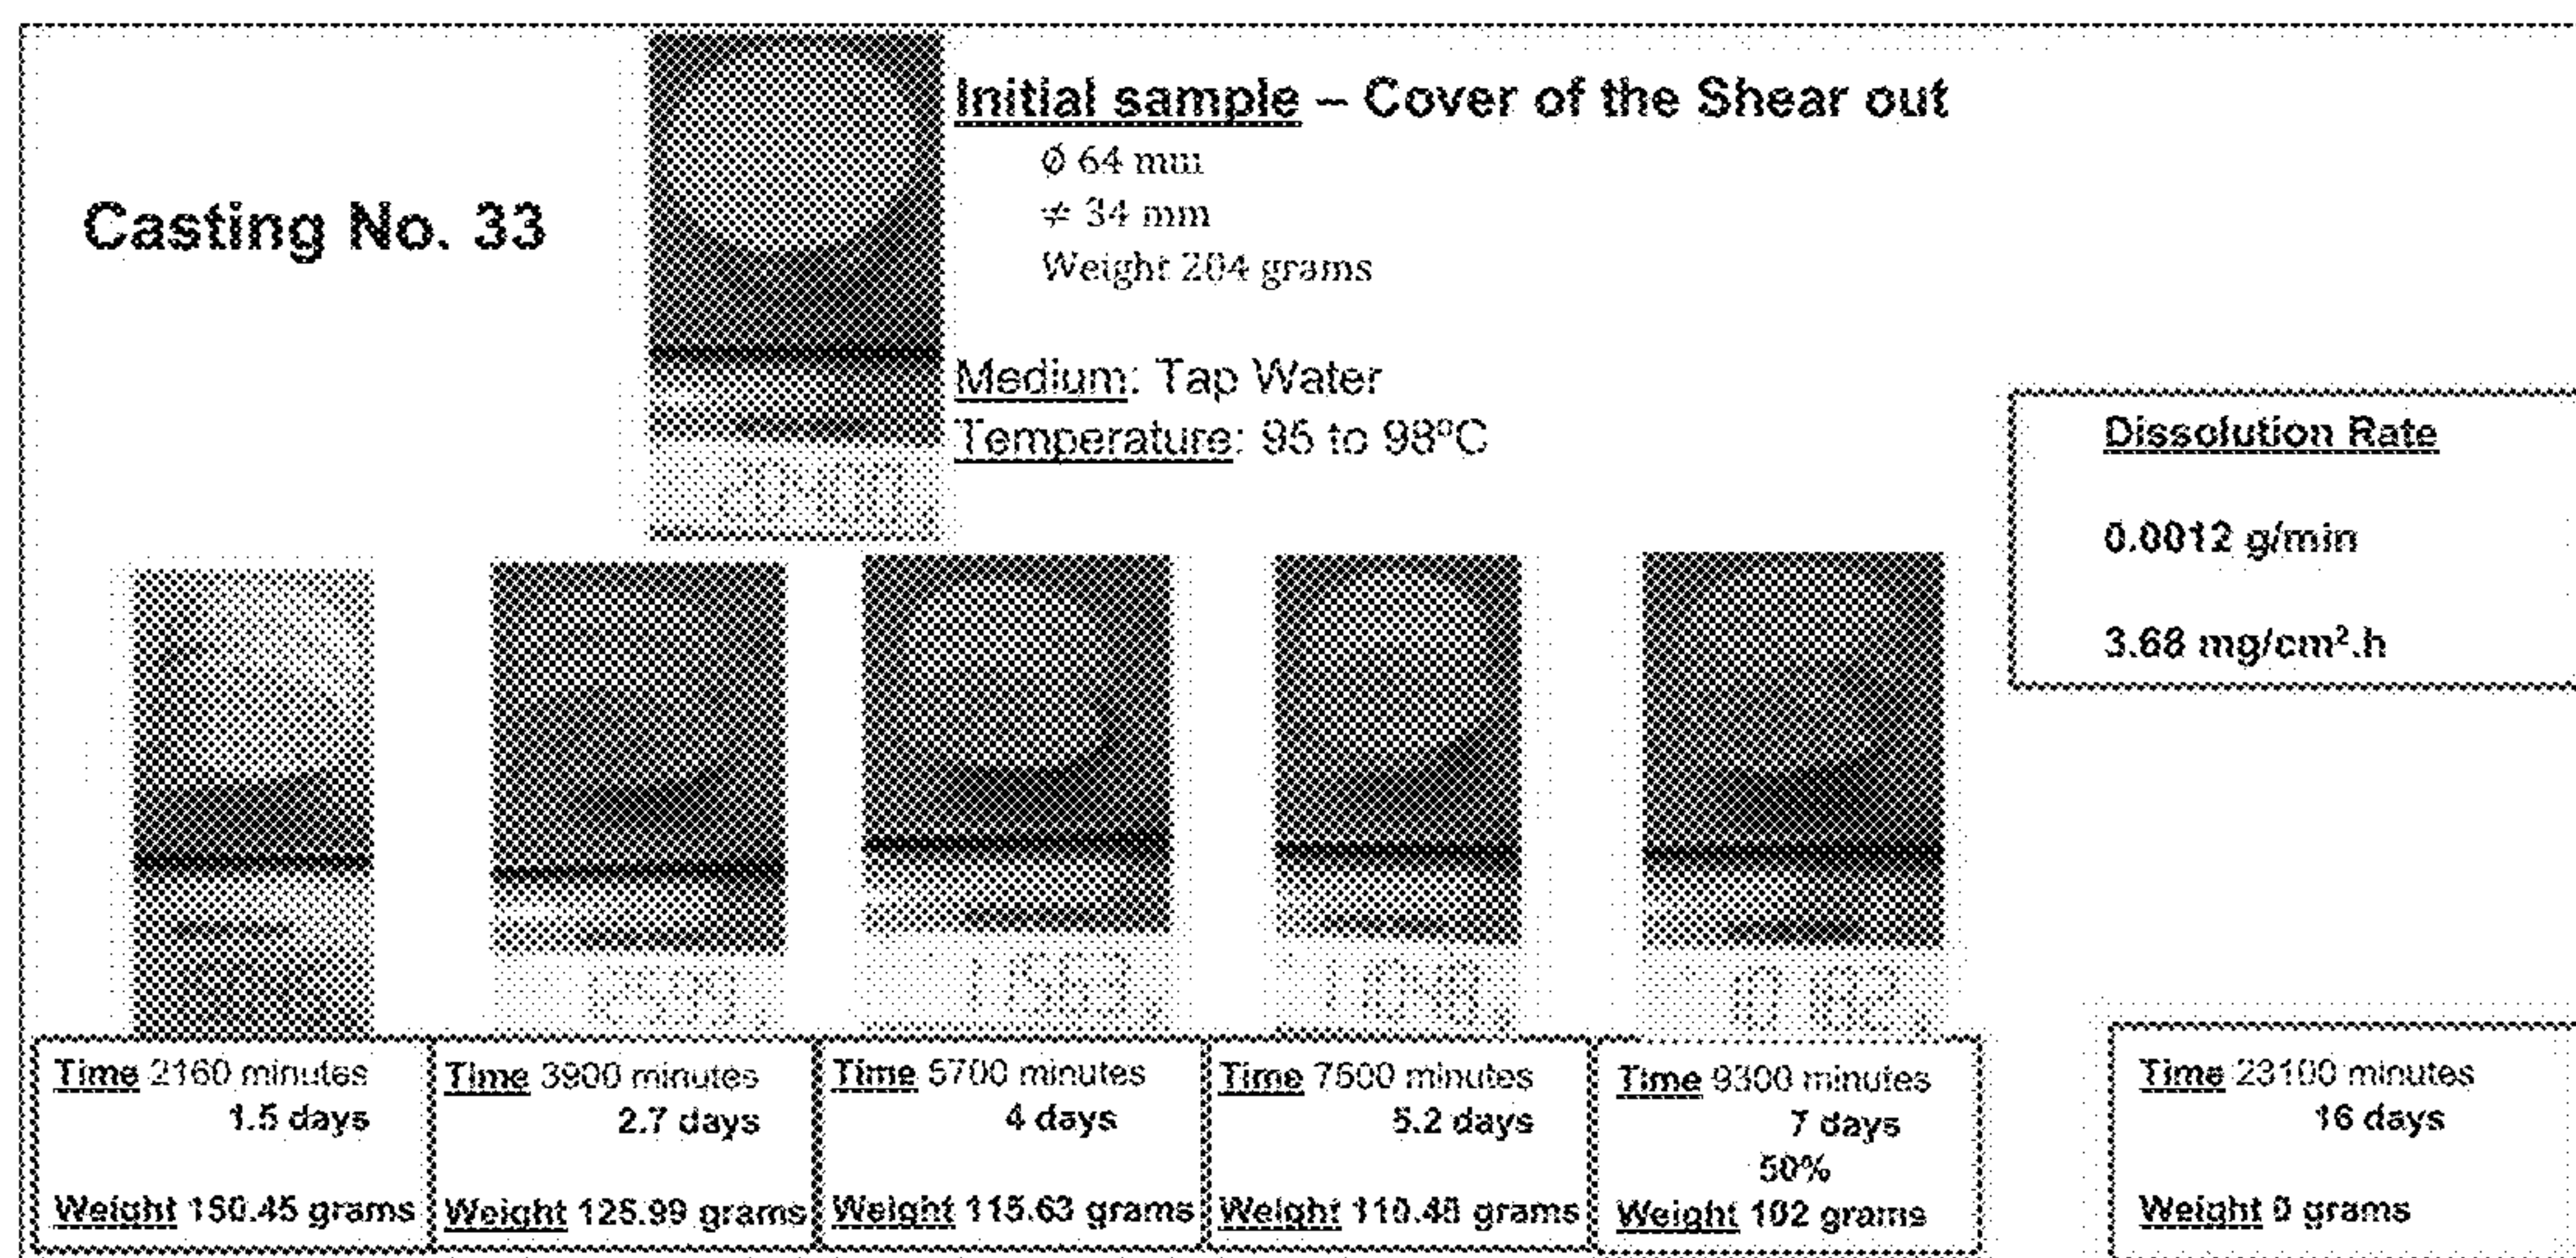 Casting No. 33
Initial sample – Cover of the Shear out
Ø 64 mm
≠ 34 mm
Weight 204 grams
Medium: Tap Water
Temperature: 95 to 98ºC
Dissolution Rate
0.0012 g/min
3.68 mg/cm².h
Time 2160 minutes
1.5 days
Weight 150.45 grams
Time 3900 minutes
2.7 days
Weight 125.99 grams
Time 5700 minutes
4 days
Weight 115.63 grams
Time 7500 minutes
5.2 days
Weight 110.48 grams
Time 9300 minutes
7 days
50%
Weight 102 grams
Time 23100 minutes
16 days
Weight 0 grams